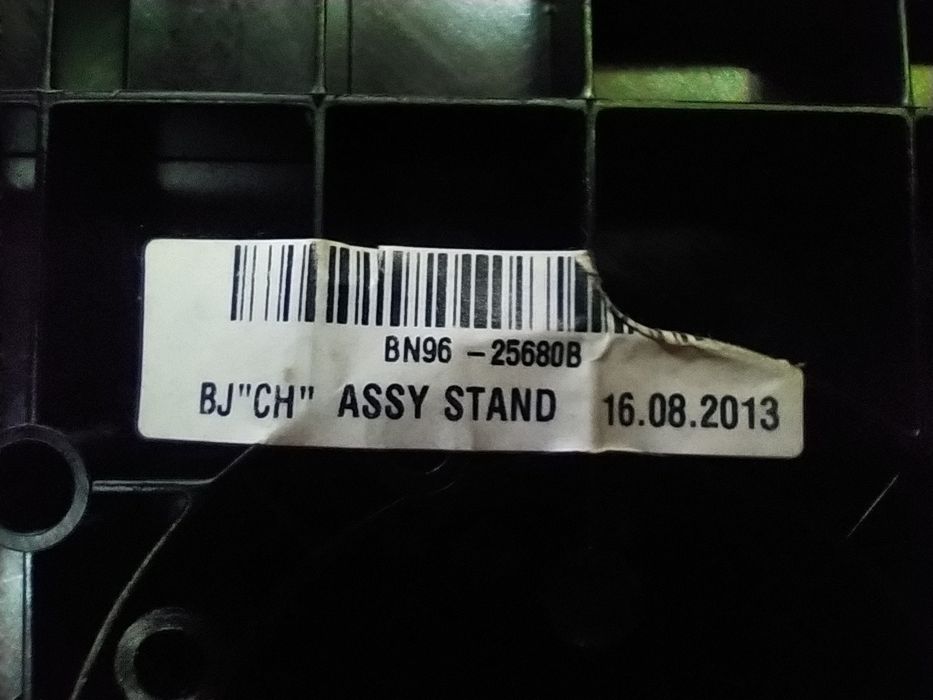 BN96 -25680B
BJ"CH" ASSY STAND 16.08.2013